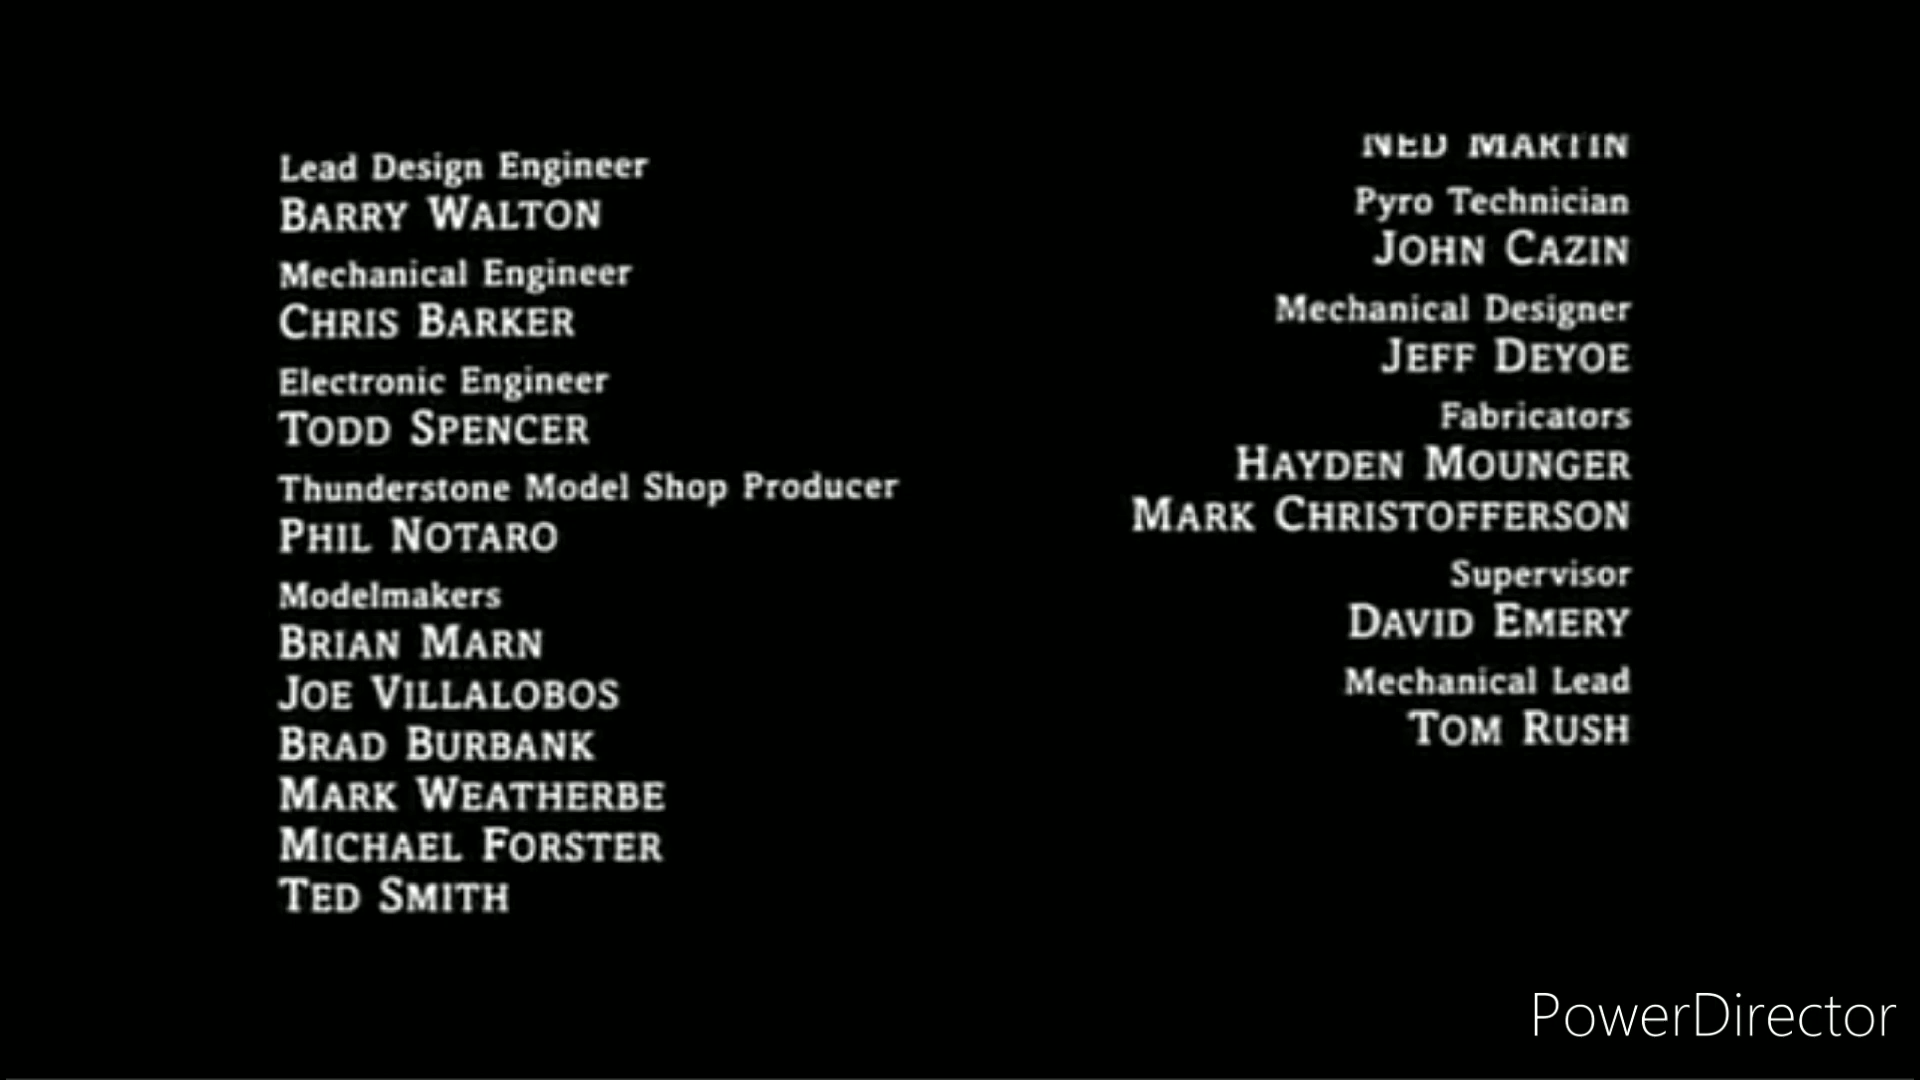 Lead Design Engineer
BARRY WALTON
Mechanical Engineer
CHRIS BARKER
Electronic Engineer
TODD SPENCER
Thunderstone Model Shop Producer
PHIL NOTARO
Modelmakers
BRIAN MARN
JOE VILLALOBOS
BRAD BURBANK
MARK WEATHERBE
MICHAEL FORSTER
TED SMITH
NED MARTIN
Pyro Technician
JOHN CAZIN
Mechanical Designer
JEFF DEYOE
Fabricators
HAYDEN MOUNGER
MARK CHRISTOFFERSON
Supervisor
DAVID EMERY
Mechanical Lead
TOM RUSH
PowerDirector